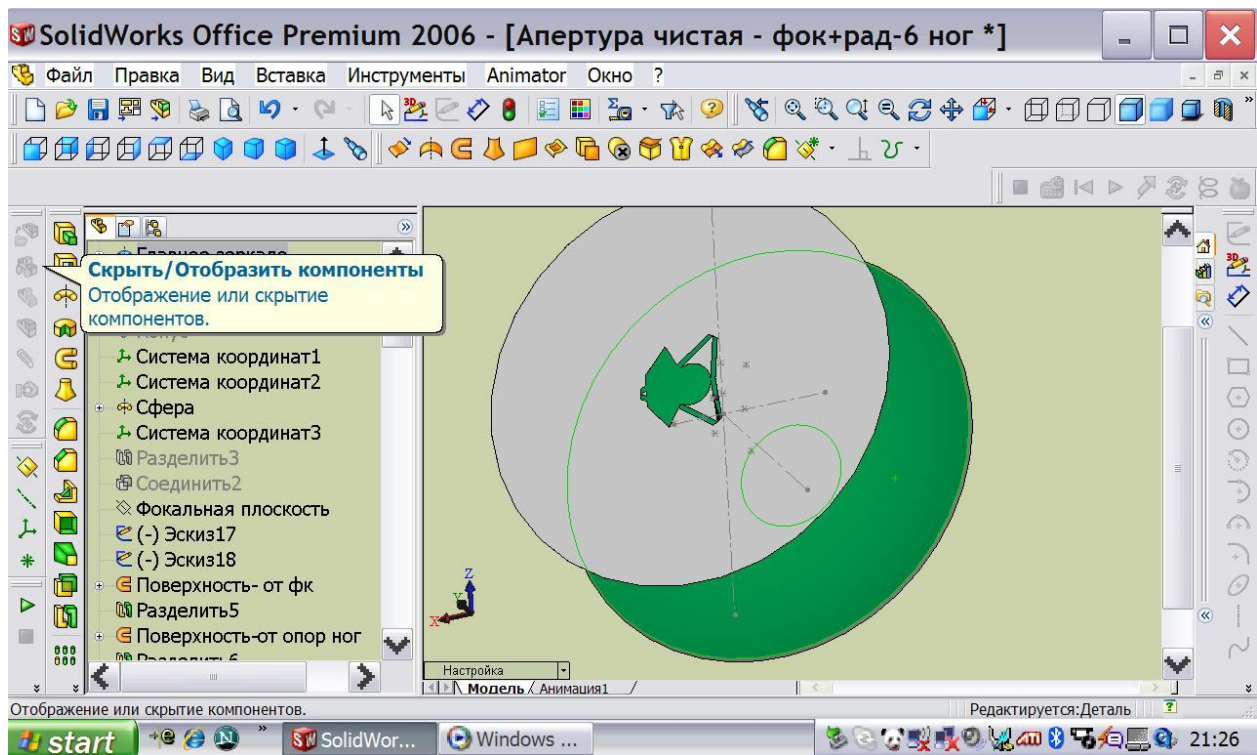 SolidWorks Office Premium 2006 - [Апертура чистая - фок+рад-6 ног *]
Файл Правка Вид Вставка Инструменты Animator Окно ?
Скрыть/Отобразить компоненты
Отображение или скрытие
компонентов.
Система координат1
Система координат2
Сфера
Система координат3
Разделить3
Соединить2
Фокальная плоскость
(-) Эскиз17
(-) Эскиз18
Поверхность- от фк
Разделить5
Поверхность-от опор ног
Z
Y
X
Настройка
Модель Анимация1
Отображение или скрытие компонентов.
Редактируется:Деталь
start
SolidWor...
Windows ...
21:26